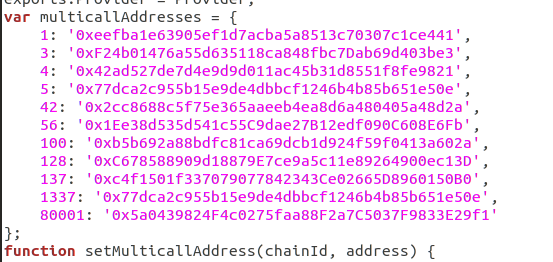 exports.Provider = Provider;
var multicallAddresses = {
    1: '0xeefba1e63905ef1d7acba5a8513c70307c1ce441',
    3: '0xF24b01476a55d635118ca848fbc7Dab69d403be3',
    4: '0x42ad527de7d4e9d9d011ac45b31d8551f8fe9821',
    5: '0x77dca2c955b15e9de4dbbcf1246b4b85b651e50e',
    42: '0x2cc8688c5f75e365aaeeb4ea8d6a480405a48d2a',
    56: '0x1Ee38d535d541c55C9dae27B12edf090C608E6Fb',
    100: '0xb5b692a88bdfc81ca69dcb1d924f59f0413a602a',
    128: '0xC678588909d18879E7ce9a5c11e89264900ec13D',
    137: '0xc4f1501f337079077842343Ce02665D8960150B0',
    1337: '0x77dca2c955b15e9de4dbbcf1246b4b85b651e50e',
    80001: '0x5a0439824F4c0275faa88F2a7C5037F9833E29f1'
};
function setMulticallAddress(chainId, address) {